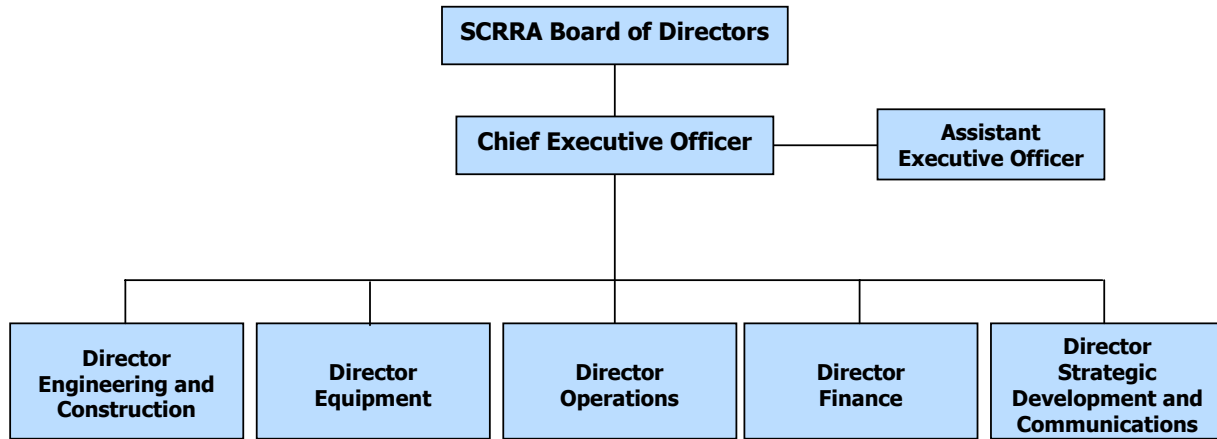 SCRRA Board of Directors
Chief Executive Officer
Assistant
Executive Officer
Director
Engineering and
Construction
Director
Equipment
Director
Operations
Director
Finance
Director
Strategic
Development and
Communications